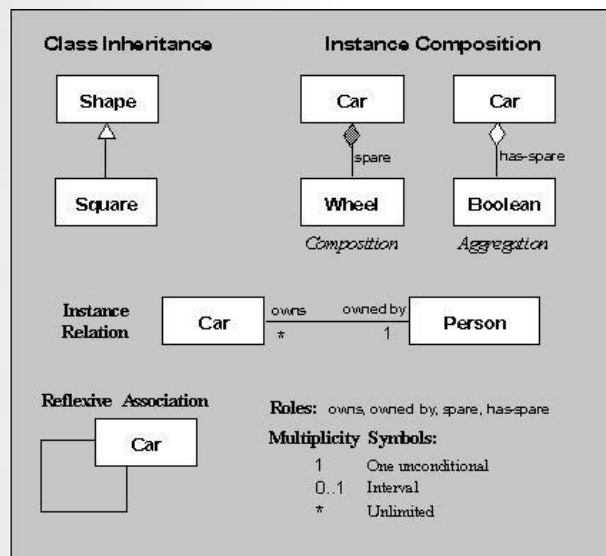 Class Inheritance
Instance Composition
Shape
Square
Car
spare
Wheel
Composition
Car
has-spare
Boolean
Aggregation
Instance
Relation
Car
owns
*
owned by
1
Person
Reflexive Association
Car
Roles: owns, owned by, spare, has-spare
Multiplicity Symbols:
1 One unconditional
0..1 Interval
* Unlimited